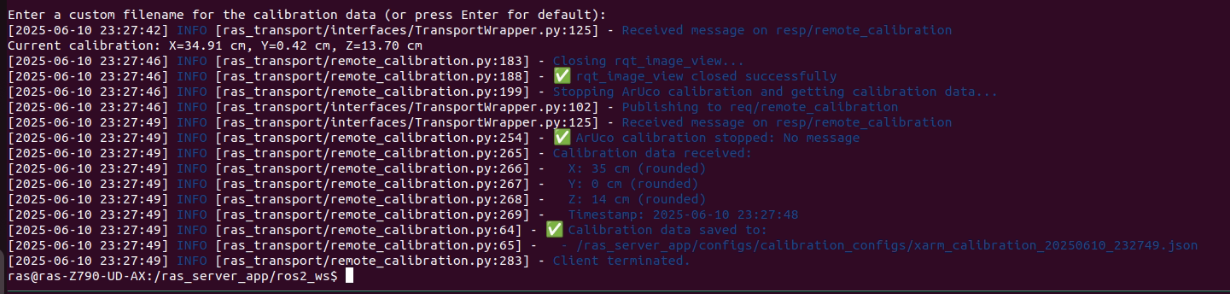 Enter a custom filename for the calibration data (or press Enter for default):
[2025-06-10 23:27:42] INFO [ras_transport/interfaces/TransportWrapper.py:125] - Received message on resp/remote_calibration
Current calibration: X=34.91 cm, Y=0.42 cm, Z=13.70 cm
[2025-06-10 23:27:46] INFO [ras_transport/remote_calibration.py:183] - Closing rqt_image_view...
[2025-06-10 23:27:46] INFO [ras_transport/remote_calibration.py:188] - ✅ rqt_image_view closed successfully
[2025-06-10 23:27:46] INFO [ras_transport/remote_calibration.py:199] - Stopping ArUco calibration and getting calibration data...
[2025-06-10 23:27:46] INFO [ras_transport/interfaces/TransportWrapper.py:102] - Publishing to req/remote_calibration
[2025-06-10 23:27:49] INFO [ras_transport/interfaces/TransportWrapper.py:125] - Received message on resp/remote_calibration
[2025-06-10 23:27:49] INFO [ras_transport/remote_calibration.py:254] - ✅ ArUco calibration stopped: No message
[2025-06-10 23:27:49] INFO [ras_transport/remote_calibration.py:265] - Calibration data received:
[2025-06-10 23:27:49] INFO [ras_transport/remote_calibration.py:266] -   X: 35 cm (rounded)
[2025-06-10 23:27:49] INFO [ras_transport/remote_calibration.py:267] -   Y: 0 cm (rounded)
[2025-06-10 23:27:49] INFO [ras_transport/remote_calibration.py:268] -   Z: 14 cm (rounded)
[2025-06-10 23:27:49] INFO [ras_transport/remote_calibration.py:269] -   Timestamp: 2025-06-10 23:27:48
[2025-06-10 23:27:49] INFO [ras_transport/remote_calibration.py:64] - ✅ Calibration data saved to:
[2025-06-10 23:27:49] INFO [ras_transport/remote_calibration.py:65] -   - /ras_server_app/configs/calibration_configs/xarm_calibration_20250610_232749.json
[2025-06-10 23:27:49] INFO [ras_transport/remote_calibration.py:283] - Client terminated.
ras@ras-Z790-UD-AX:/ras_server_app/ros2_ws$